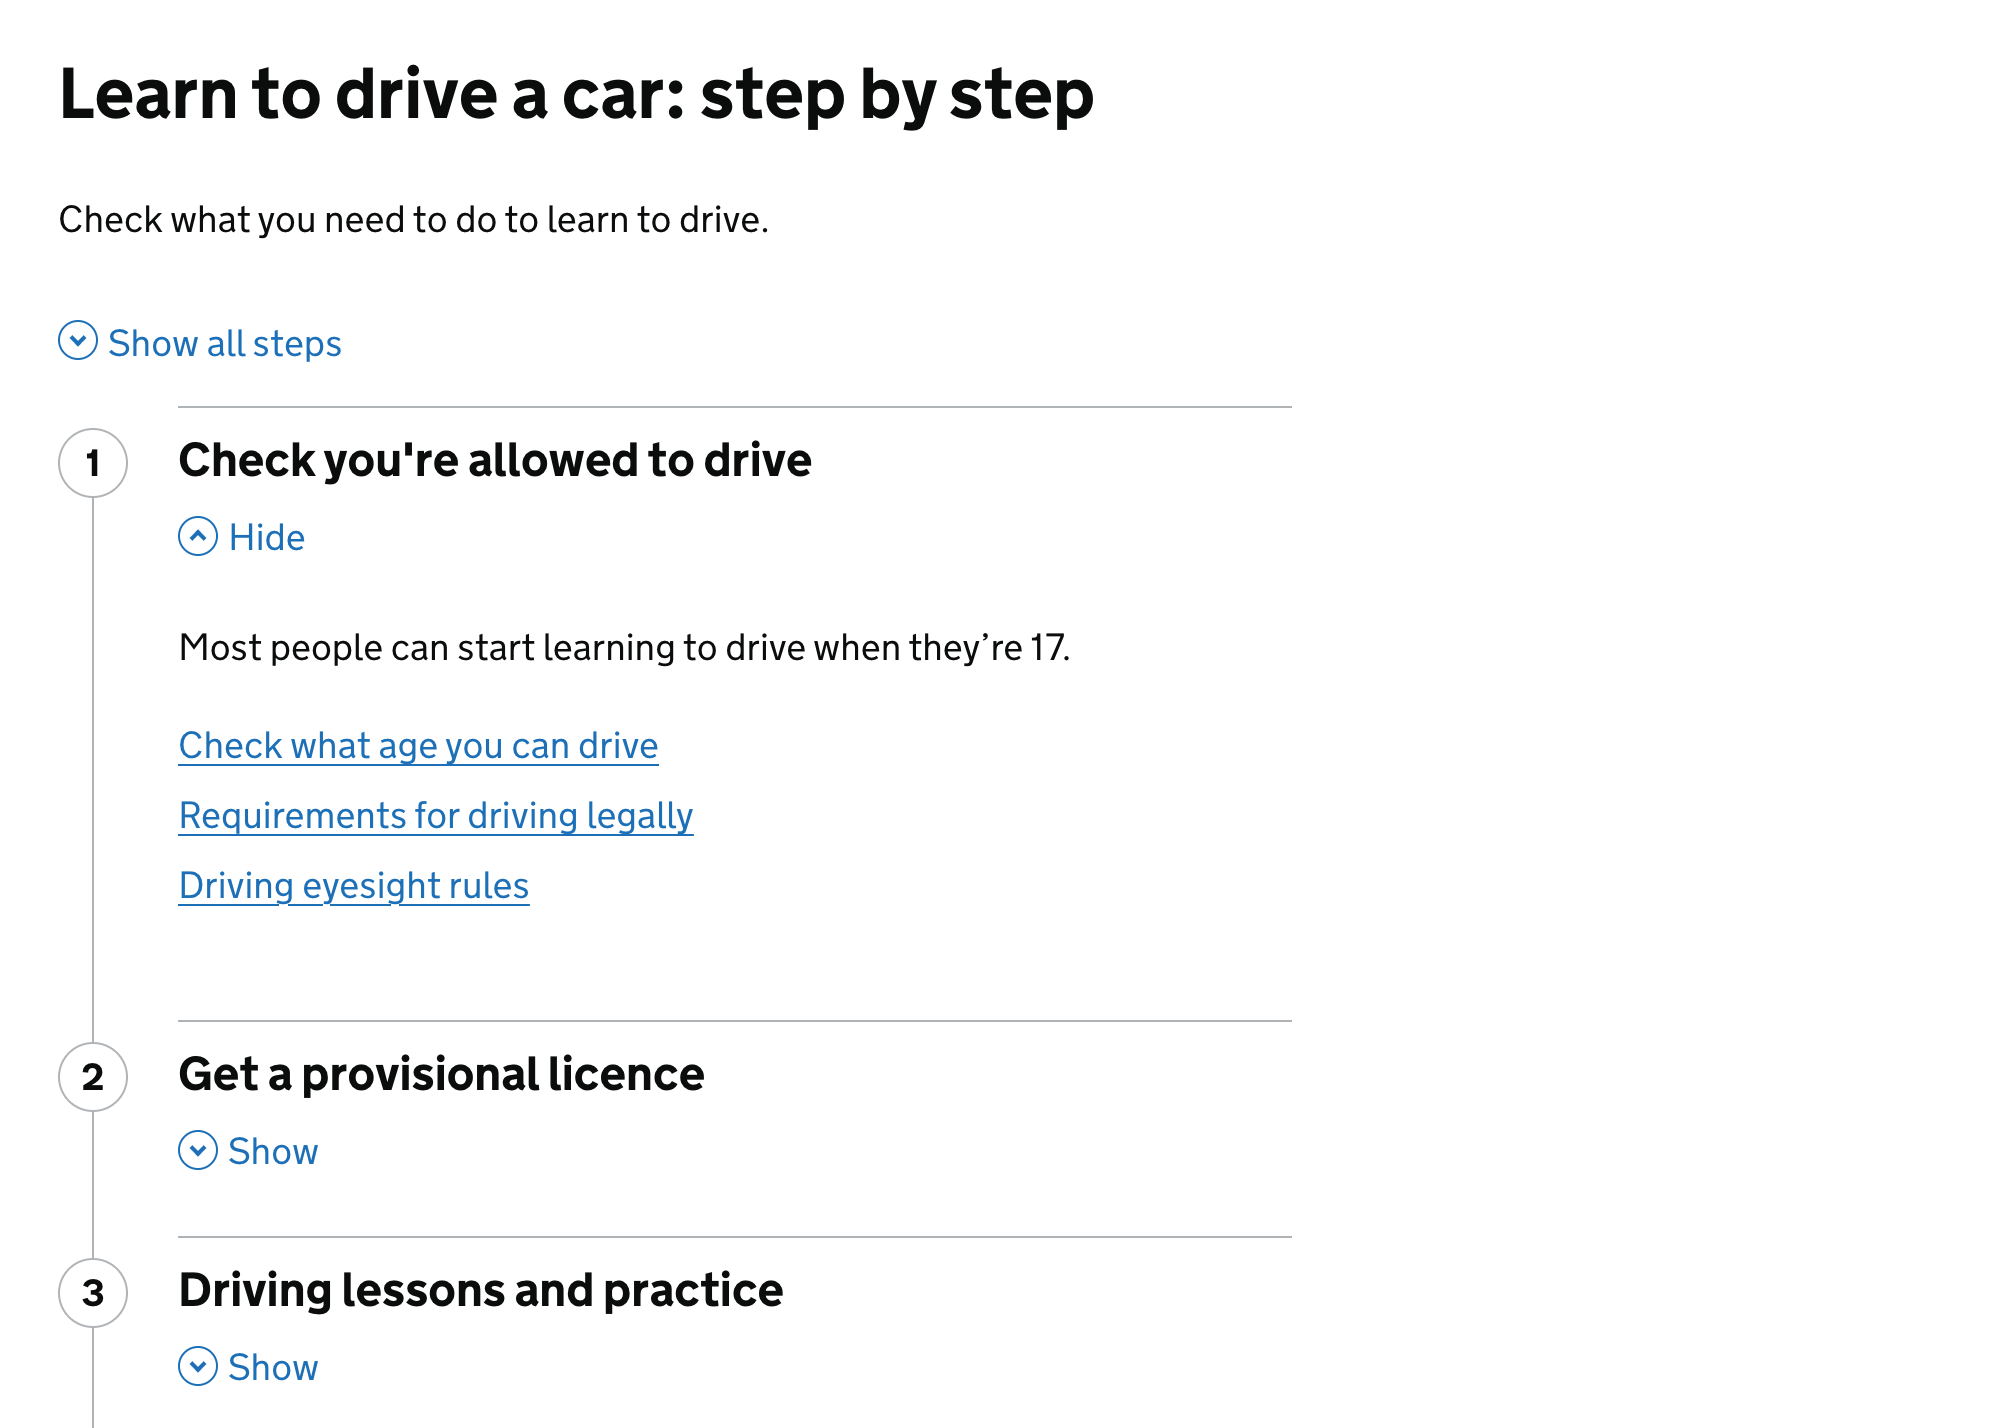 Learn to drive a car: step by step
Check what you need to do to learn to drive.
Show all steps
1
Check you're allowed to drive
Hide
Most people can start learning to drive when they’re 17.
Check what age you can drive
Requirements for driving legally
Driving eyesight rules
2
Get a provisional licence
Show
3
Driving lessons and practice
Show